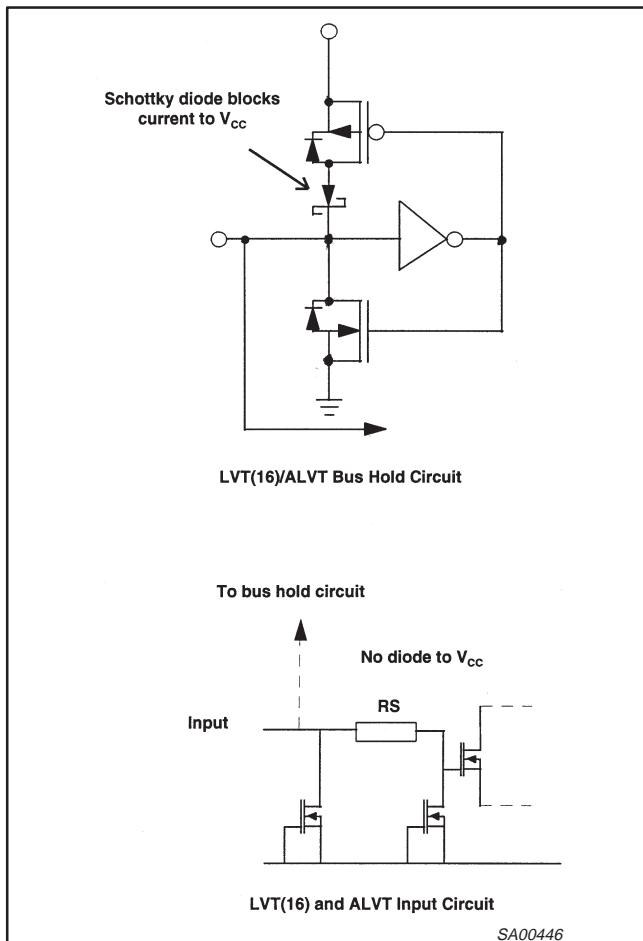 Schottky diode blocks
current to VCC
LVT(16)/ALVT Bus Hold Circuit
To bus hold circuit
No diode to VCC
RS
Input
LVT(16) and ALVT Input Circuit
SA00446